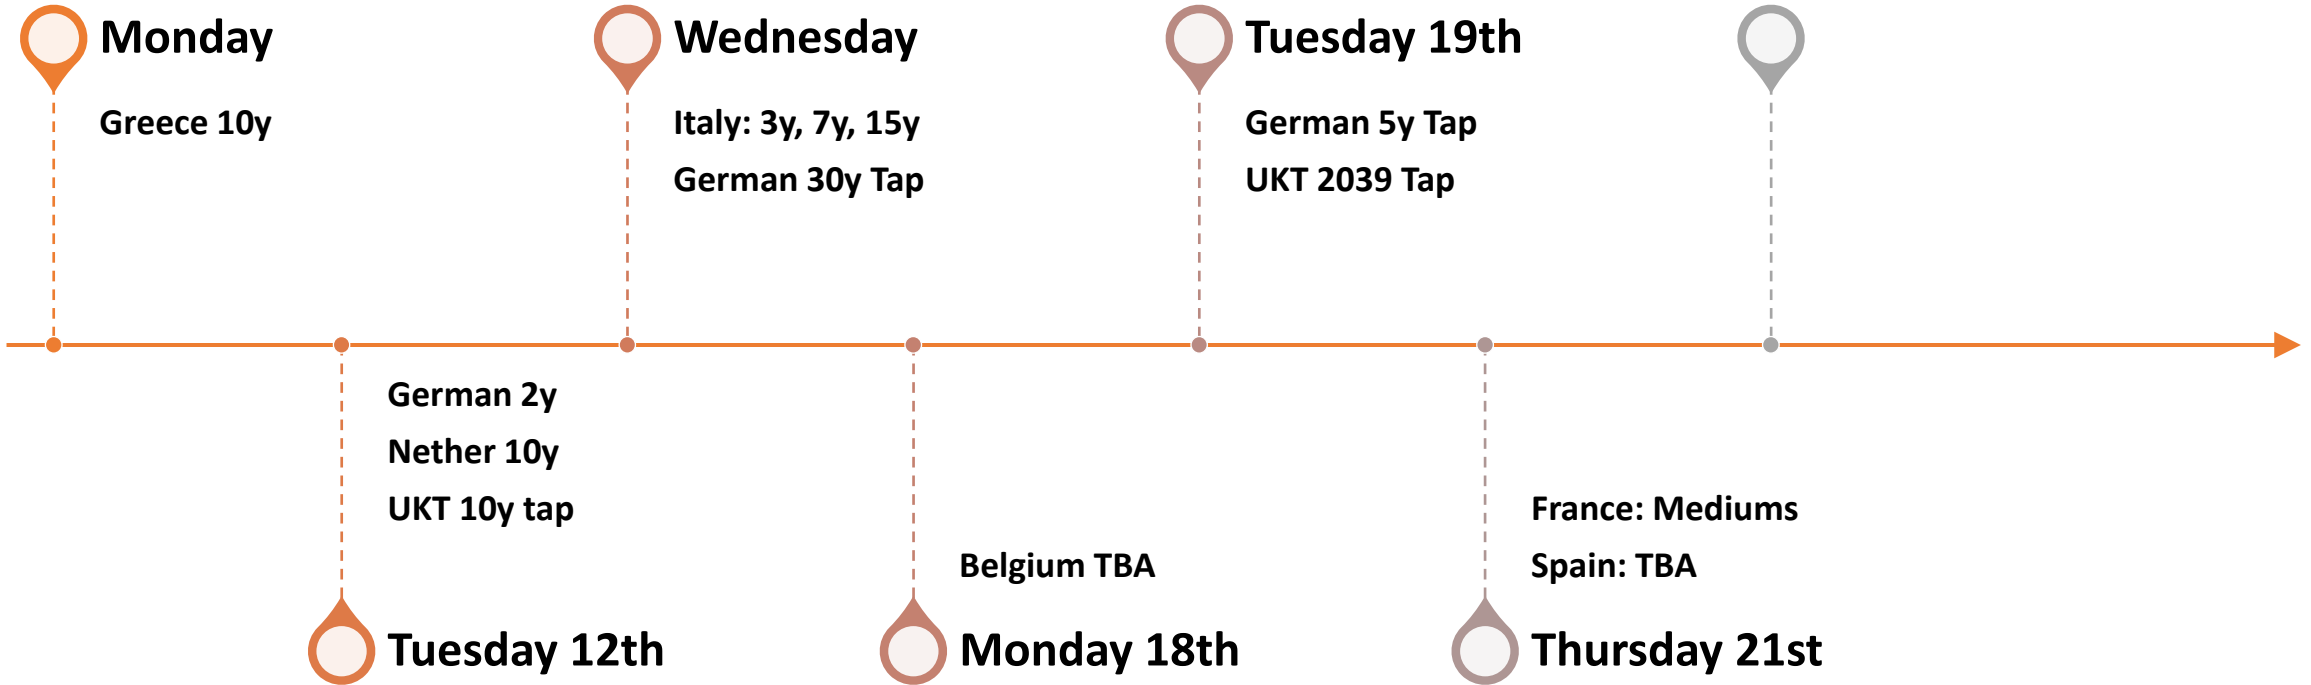 Monday
Greece 10y
German 2y
Nether 10y
UKT 10y tap
Tuesday 12th
Wednesday
Italy: 3y, 7y, 15y
German 30y Tap
Belgium TBA
Monday 18th
Tuesday 19th
German 5y Tap
UKT 2039 Tap
France: Mediums
Spain: TBA
Thursday 21st